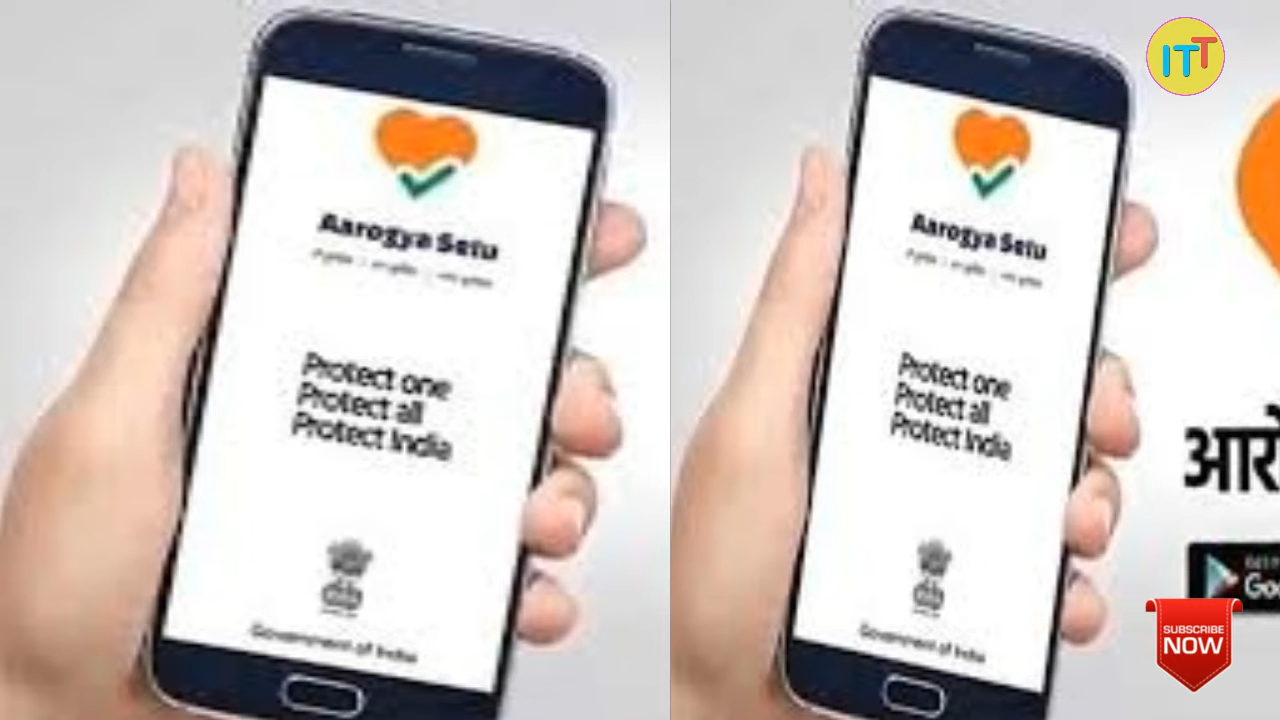 Aarogya Setu
Protect one
Protect all
Protect India
Government of India
Aarogya Setu
Protect one
Protect all
Protect India
Government of India
ITT
आरो
SUBSCRIBE
NOW